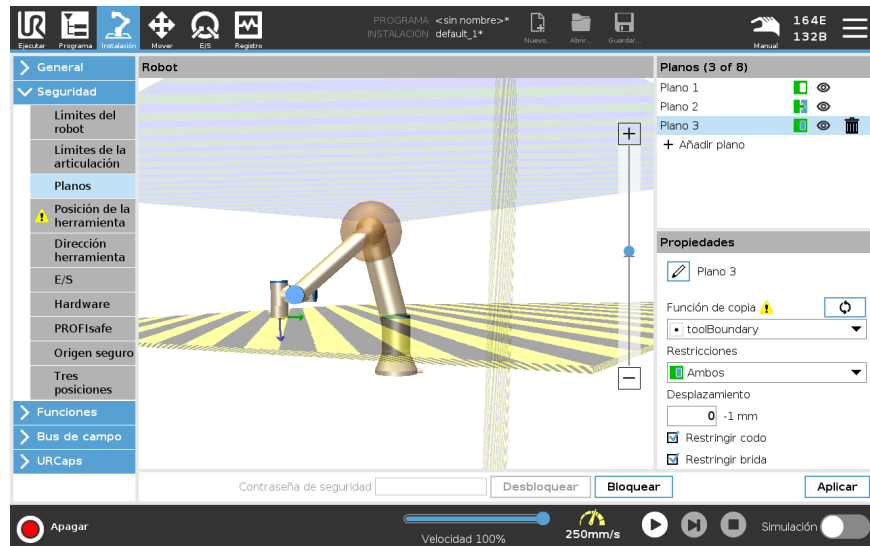 PROGRAMA <sin nombre>*
INSTALACIÓN default_1*
Ejecutar
Programa
Instalación
Mover
E/S
Registro
Nuevo...
Abrir...
Guardar...
Manual
164E
132B
General
Seguridad
Límites del
robot
Límites de la
articulación
Planos
Posición de la
herramienta
Dirección
herramienta
E/S
Hardware
PROFIsafe
Origen seguro
Tres
posiciones
Funciones
Bus de campo
URCaps
Robot
Planos (3 of 8)
Plano 1
Plano 2
Plano 3
+ Añadir plano
Propiedades
Plano 3
Función de copia
toolBoundary
Restricciones
Ambos
Desplazamiento
0 -1 mm
Restringir codo
Restringir brida
Contraseña de seguridad
Desbloquear
Bloquear
Aplicar
Apagar
Velocidad 100%
250mm/s
Simulación